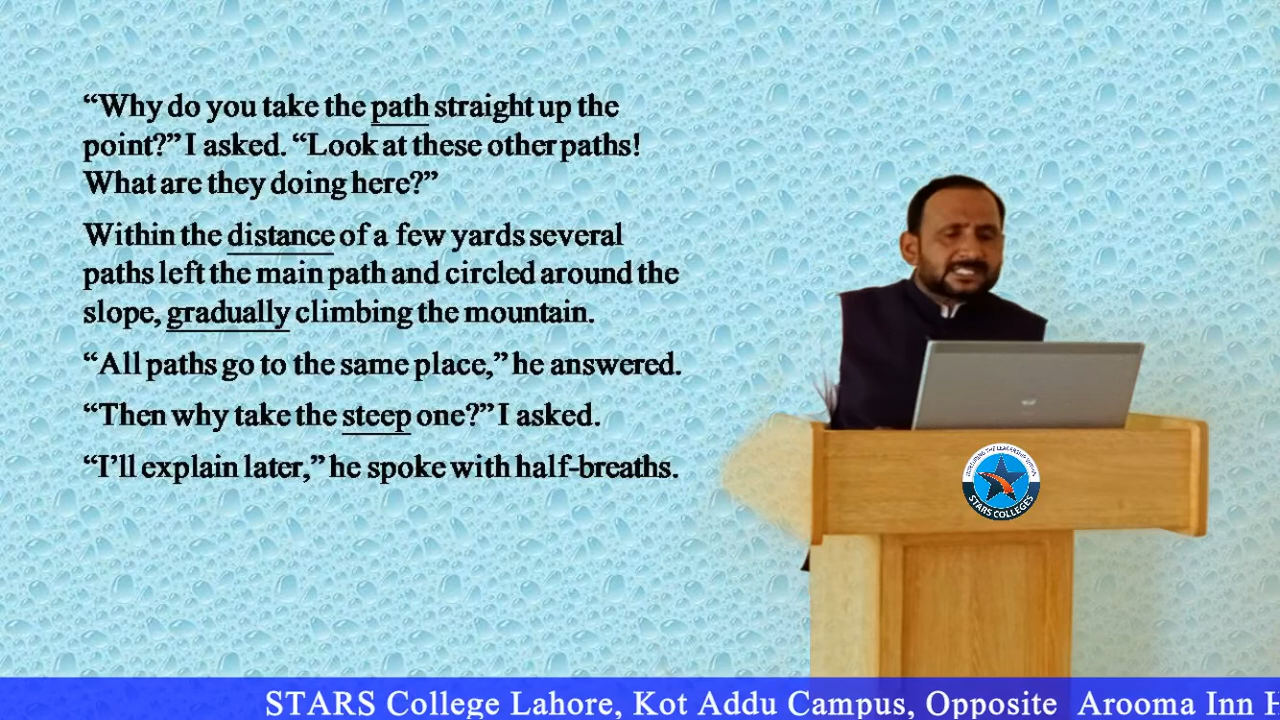 “Why do you take the path straight up the
point?” I asked. “Look at these other paths!
What are they doing here?”
Within the distance of a few yards several
paths left the main path and circled around the
slope, gradually climbing the mountain.
“All paths go to the same place,” he answered.
“Then why take the steep one?” I asked.
“I’ll explain later,” he spoke with half-breaths.
STARS COLLEGES
STARS College Lahore, Kot Addu Campus, Opposite Arooma Inn H